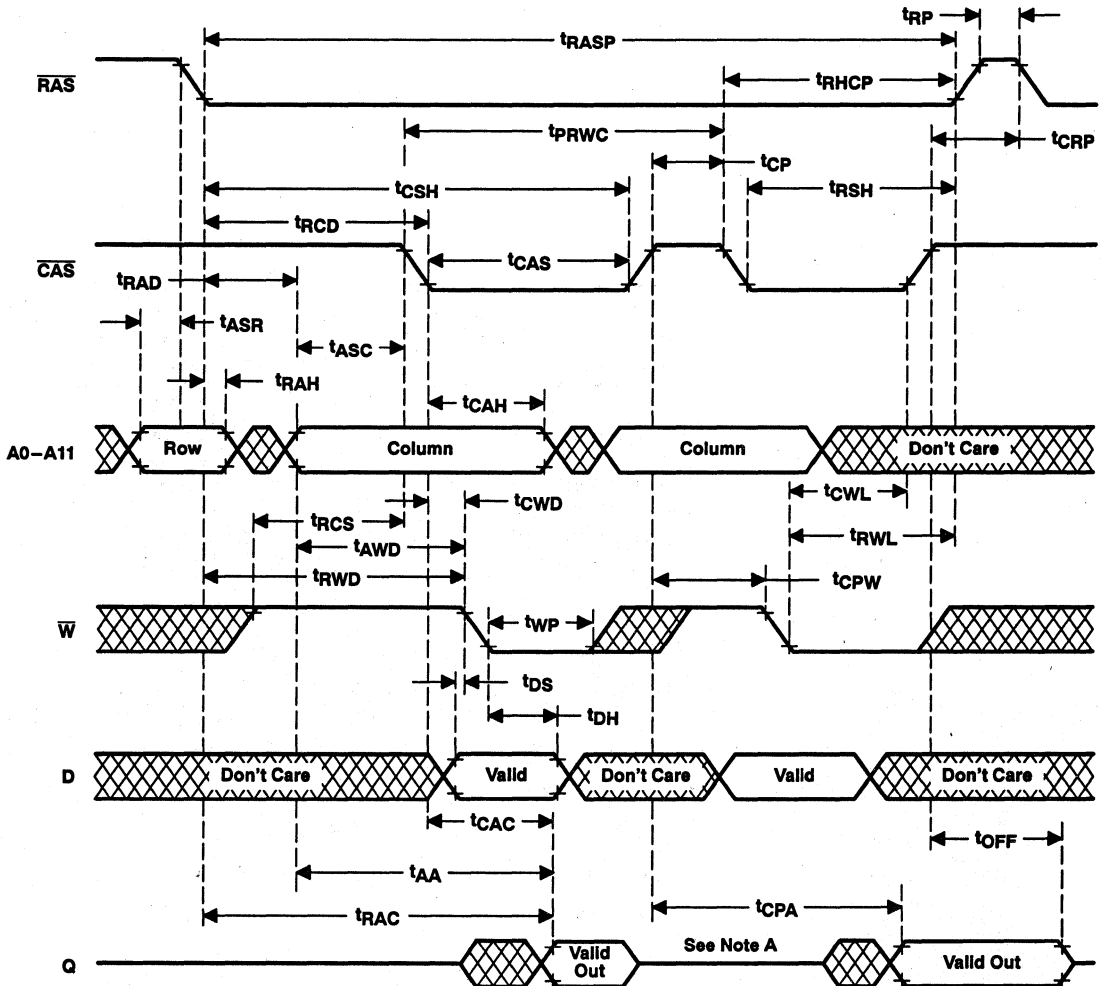 tRP
tRASP
RAS
tRHCP
tPRWC
tCRP
tCP
tCSH
tRSH
tRCD
CAS
tCAS
tRAD
tASR
tASC
tRAH
tCAH
A0–A11
Row
Column
Column
Don't Care
tCWD
tCWL
tRCS
tAWD
tRWL
tRWD
tCPW
W
tWP
tDS
tDH
D
Don't Care
Valid
Don't Care
Valid
Don't Care
tCAC
tOFF
tAA
tCPA
tRAC
See Note A
Q
Valid
Out
Valid Out